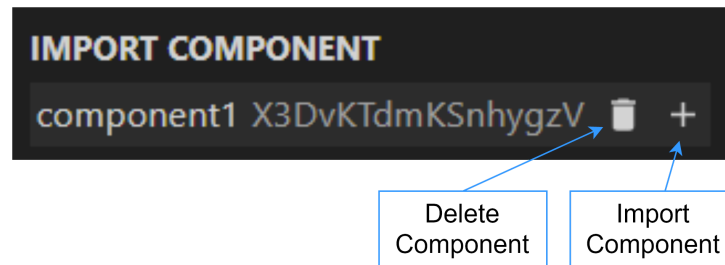 IMPORT COMPONENT
component1 X3DvKTdmKSnhygzV
Delete
Component
Import
Component